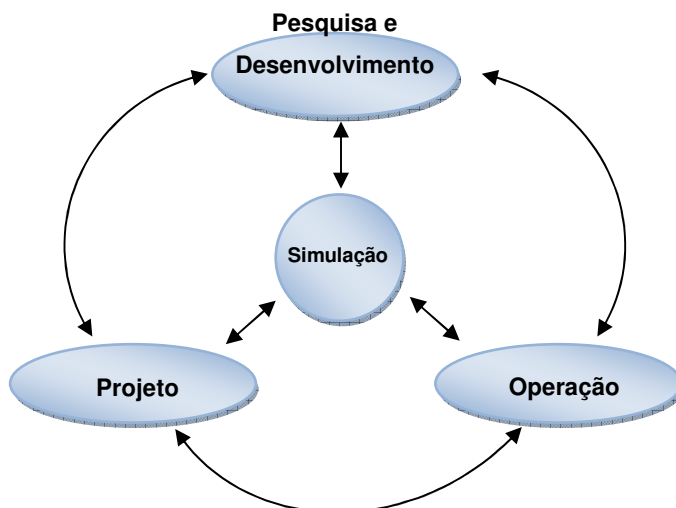 Pesquisa e
Desenvolvimento
Simulação
Projeto
Operação